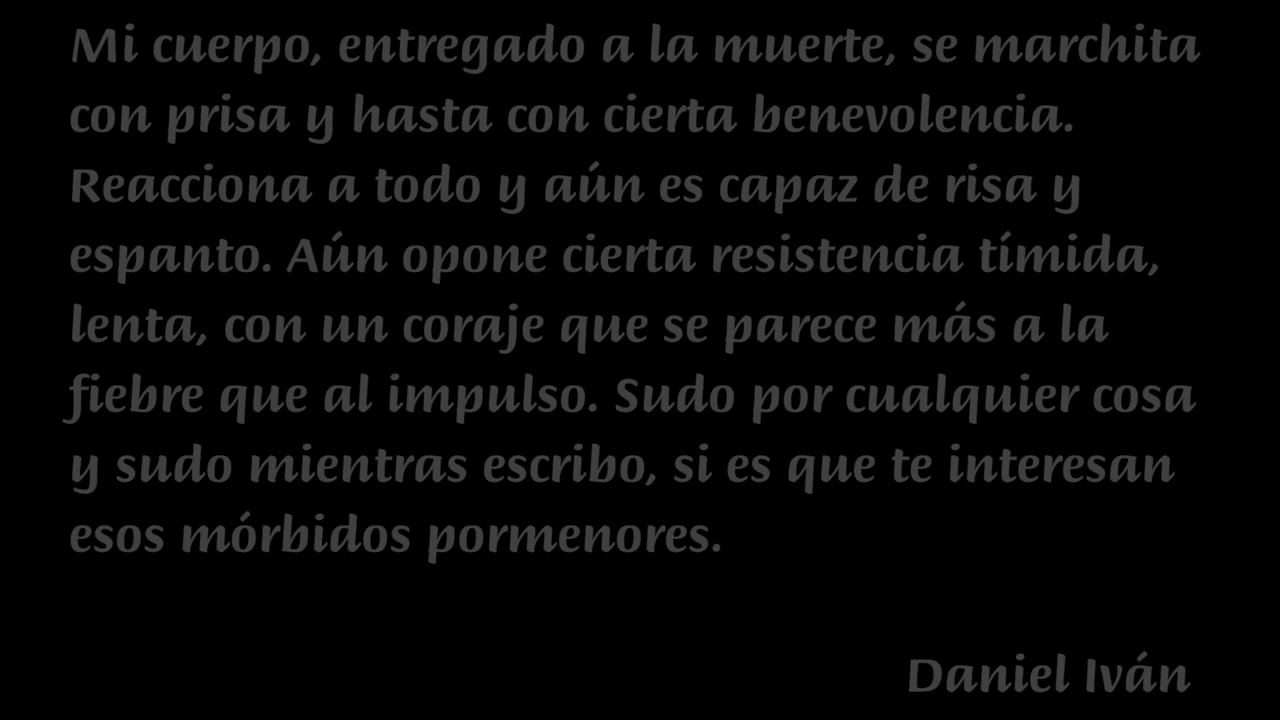 Mi cuerpo, entregado a la muerte, se marchita
con prisa y hasta con cierta benevolencia.
Reacciona a todo y aún es capaz de risa y
espanto. Aún opone cierta resistencia tímida,
lenta, con un coraje que se parece más a la
fiebre que al impulso. Sudo por cualquier cosa
y sudo mientras escribo, si es que te interesan
esos mórbidos pormenores.
Daniel Iván